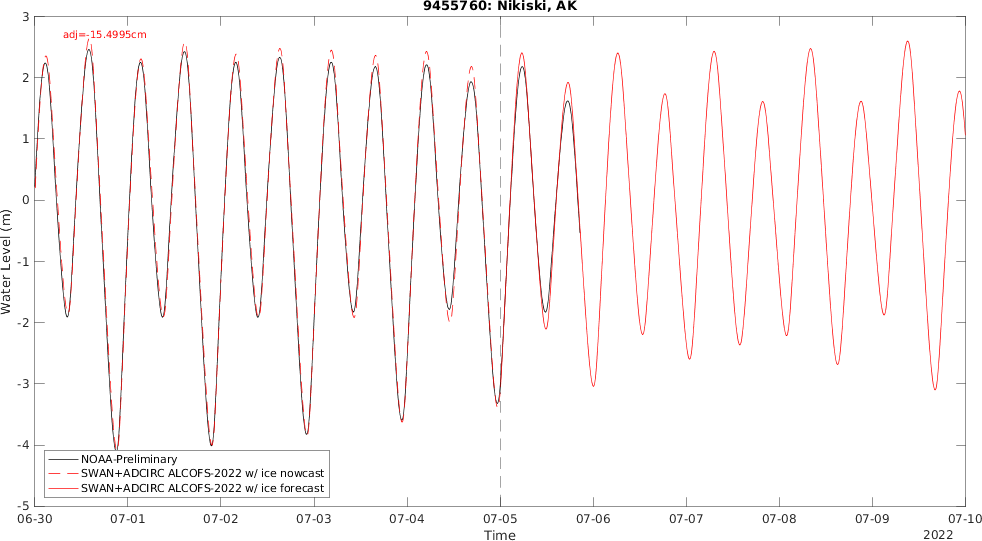 9455760: Nikiski, AK
adj=-15.4995cm
3
2
1
0
-1
-2
-3
-4
-5
Water Level (m)
NOAA-Preliminary
SWAN+ADCIRC ALCOFS-2022 w/ ice nowcast
SWAN+ADCIRC ALCOFS-2022 w/ ice forecast
06-30 07-01 07-02 07-03 07-04 07-05 07-06 07-07 07-08 07-09 07-10
Time
2022